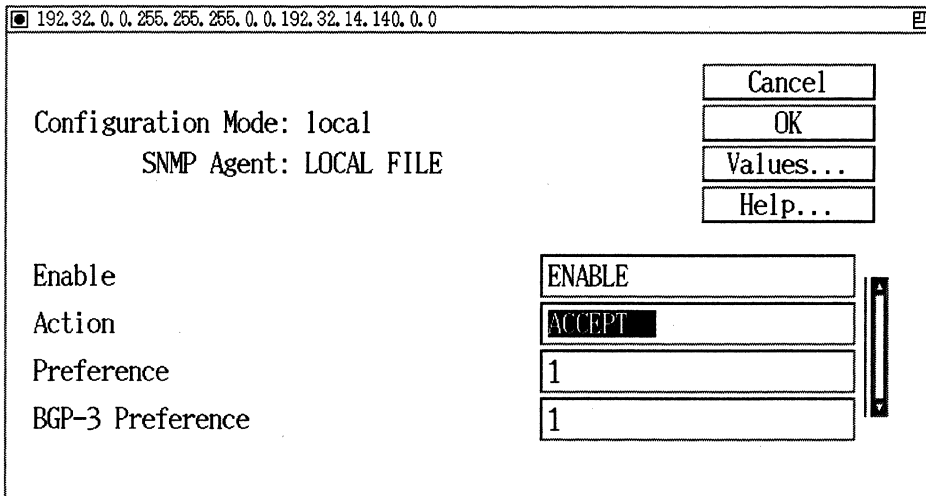 192.32.0.0.255.255.255.0.0.192.32.14.140.0.0
Cancel
Configuration Mode: local
OK
SNMP Agent: LOCAL FILE
Values...
Help...
Enable
ENABLE
Action
ACCEPT
Preference
1
BGP-3 Preference
1